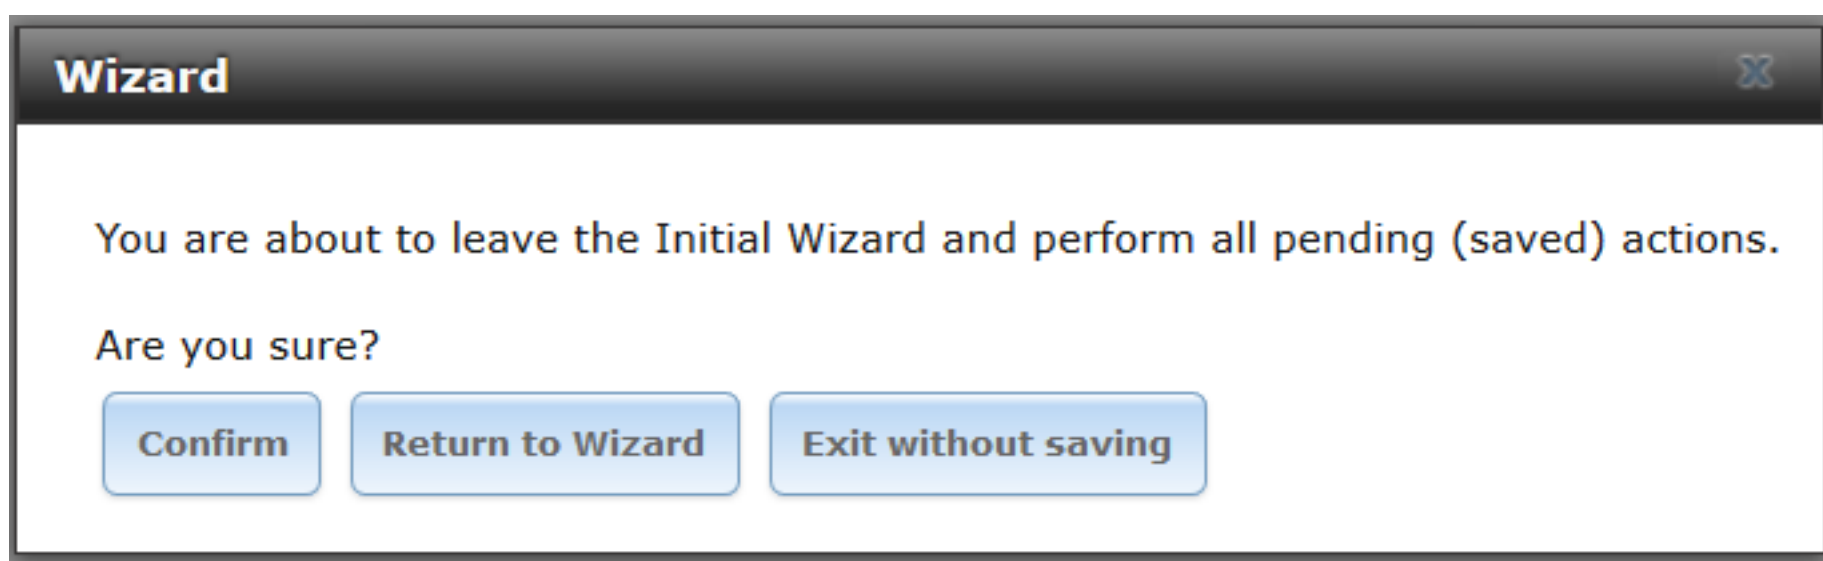 Wizard
x
You are about to leave the Initial Wizard and perform all pending (saved) actions.
Are you sure?
Confirm Return to Wizard Exit without saving